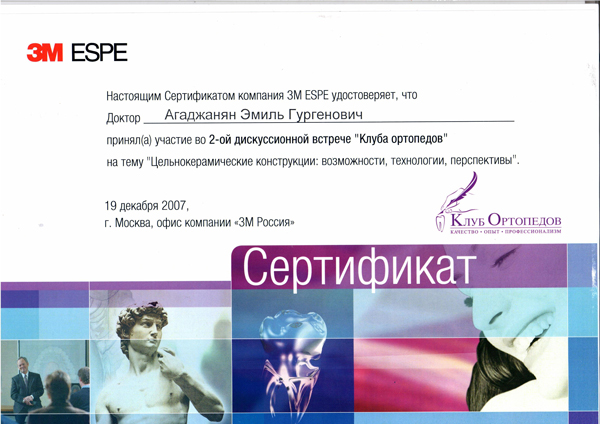 3M ESPE
Настоящим Сертификатом компания 3М ESPE удостоверяет, что
Доктор Агаджанян Эмиль Гургенович
принял(а) участие во 2-ой дискуссионной встрече "Клуба ортопедов"
на тему "Цельнокерамические конструкции: возможности, технологии, перспективы".
19 декабря 2007,
г. Москва, офис компании «3М Россия»
Клуб Ортопедов
качество • опыт • профессионализм
Сертификат